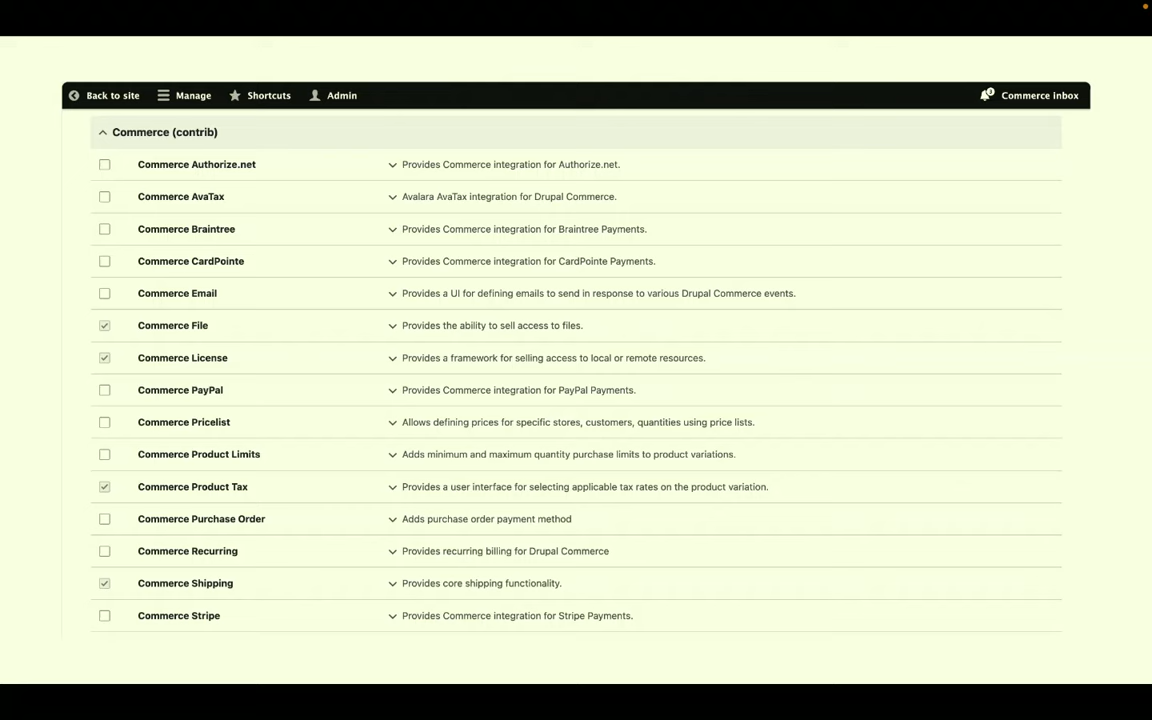 Back to site Manage Shortcuts Admin Commerce inbox
Commerce (contrib)
Commerce Authorize.net Provides Commerce integration for Authorize.net.
Commerce AvaTax Avalara AvaTax integration for Drupal Commerce.
Commerce Braintree Provides Commerce integration for Braintree Payments.
Commerce CardPointe Provides Commerce integration for CardPointe Payments.
Commerce Email Provides a UI for defining emails to send in response to various Drupal Commerce events.
Commerce File Provides the ability to sell access to files.
Commerce License Provides a framework for selling access to local or remote resources.
Commerce PayPal Provides Commerce integration for PayPal Payments.
Commerce Pricelist Allows defining prices for specific stores, customers, quantities using price lists.
Commerce Product Limits Adds minimum and maximum quantity purchase limits to product variations.
Commerce Product Tax Provides a user interface for selecting applicable tax rates on the product variation.
Commerce Purchase Order Adds purchase order payment method
Commerce Recurring Provides recurring billing for Drupal Commerce
Commerce Shipping Provides core shipping functionality.
Commerce Stripe Provides Commerce integration for Stripe Payments.